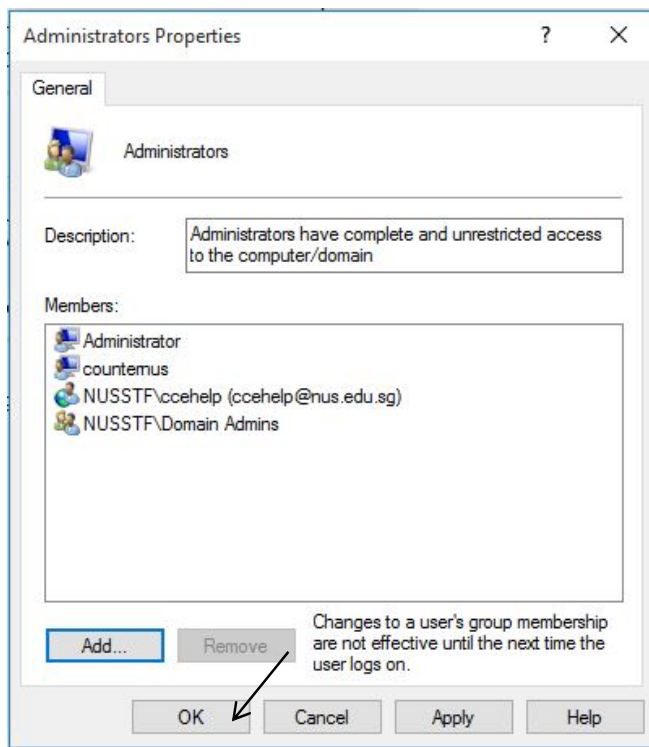 Administrators Properties
?
General
Administrators
Description:
Administrators have complete and unrestricted access
to the computer/domain
Members:
Administrator
counternus
NUSSTF\ccehelp (ccehelp@nus.edu.sg)
NUSSTF\Domain Admins
Add...
Remove
Changes to a user's group membership
are not effective until the next time the
user logs on.
OK
Cancel
Apply
Help